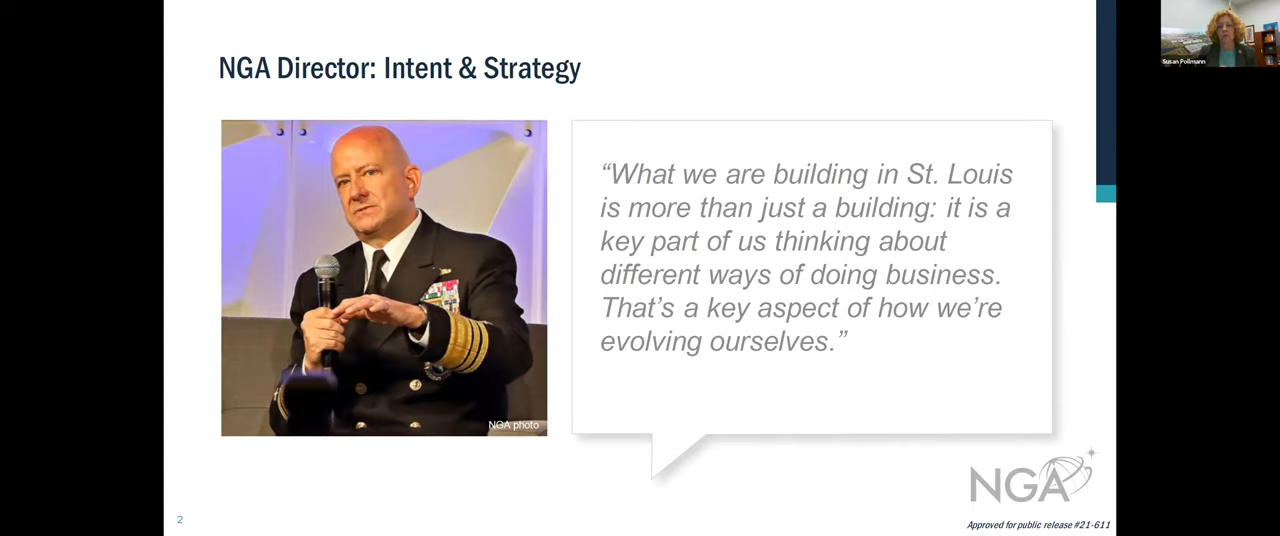 Susan Pollmann
NGA Director: Intent & Strategy
“What we are building in St. Louis
is more than just a building: it is a
key part of us thinking about
different ways of doing business.
That’s a key aspect of how we’re
evolving ourselves.”
NGA photo
NGA
2
Approved for public release #21-611